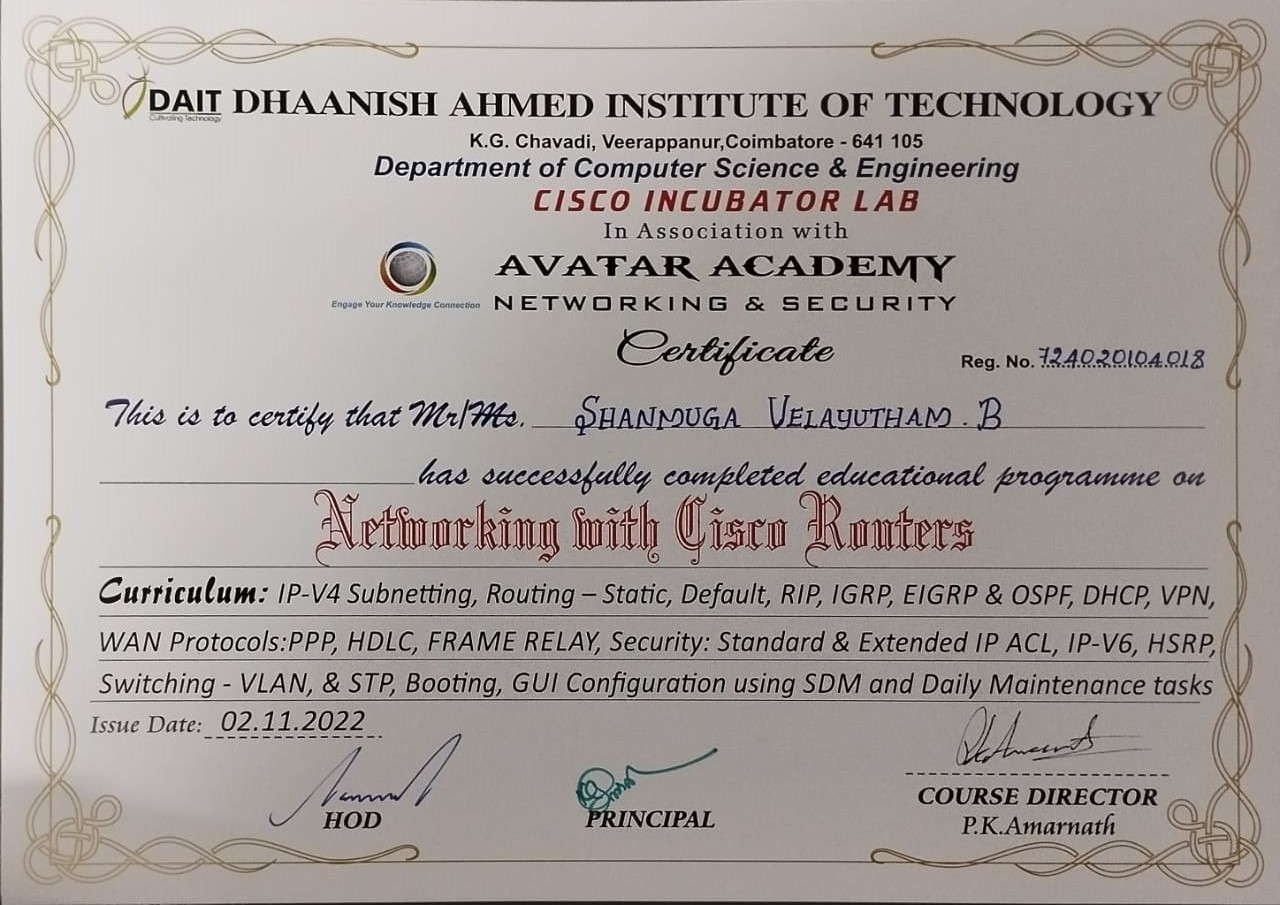 DAIT DHAANISH AHMED INSTITUTE OF TECHNOLOGY
Cultivating Technology
K.G. Chavadi, Veerappanur,Coimbatore - 641 105
Department of Computer Science & Engineering
CISCO INCUBATOR LAB
In Association with
AVATAR ACADEMY
Engage Your Knowledge Connection NETWORKING & SECURITY
Certificate
Reg. No. 724020104018
This is to certify that Mr/Ms. SHANMUGA VELAYUTHAM . B
has successfully completed educational programme on
Networking with Cisco Routers
Curriculum: IP-V4 Subnetting, Routing – Static, Default, RIP, IGRP, EIGRP & OSPF, DHCP, VPN,
WAN Protocols:PPP, HDLC, FRAME RELAY, Security: Standard & Extended IP ACL, IP-V6, HSRP,
Switching - VLAN, & STP, Booting, GUI Configuration using SDM and Daily Maintenance tasks
Issue Date: 02.11.2022
HOD
PRINCIPAL
COURSE DIRECTOR
P.K.Amarnath